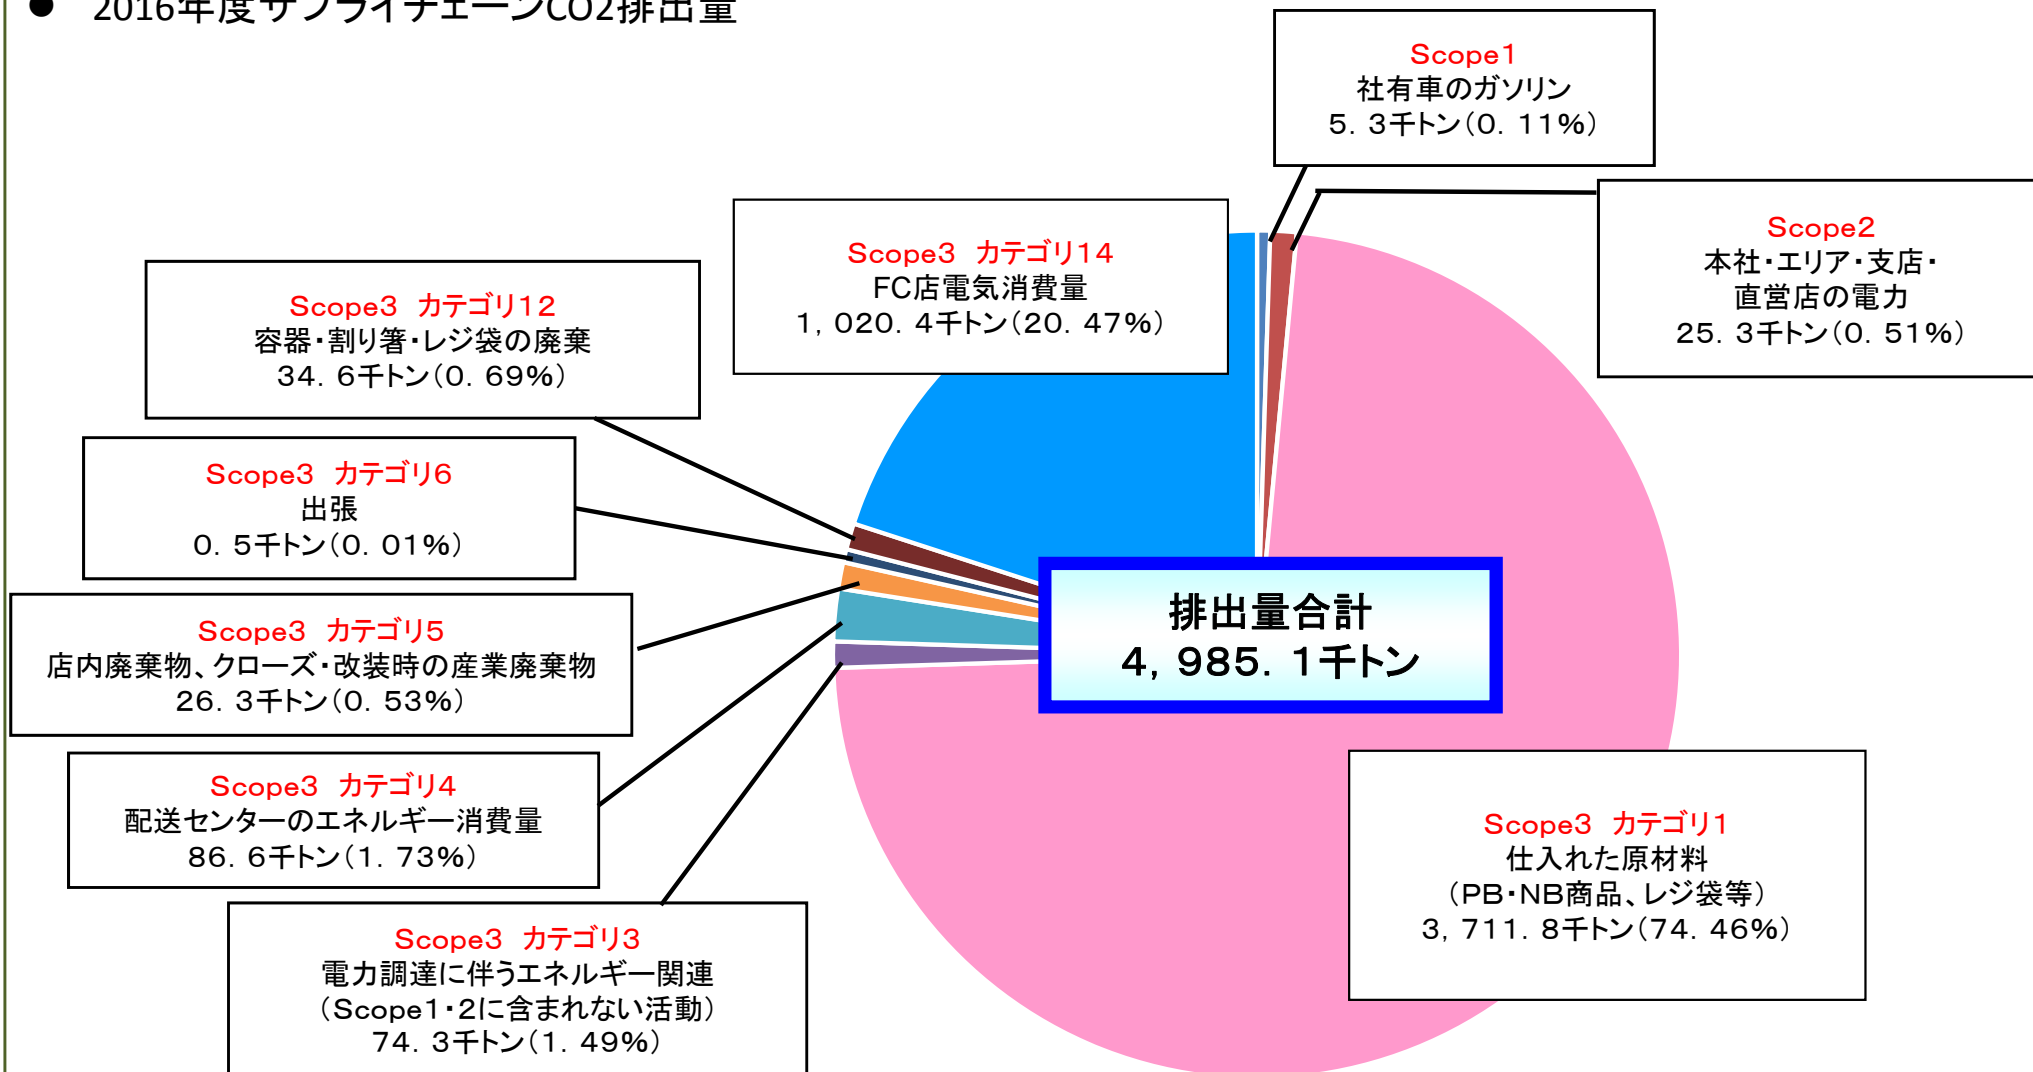 ● 2016年度サプライチェーンCO2排出量
Scope1
社有車のガソリン
5．3千トン（0．11%）
Scope2
本社・エリア・支店・
直営店の電力
25．3千トン（0．51%）
Scope3　カテゴリ14
FC店電気消費量
1，020．4千トン（20．47%）
Scope3　カテゴリ12
容器・割り箸・レジ袋の廃棄
34．6千トン（0．69%）
Scope3　カテゴリ6
出張
0．5千トン（0．01%）
Scope3　カテゴリ5
店内廃棄物、クローズ・改装時の産業廃棄物
26．3千トン（0．53%）
Scope3　カテゴリ4
配送センターのエネルギー消費量
86．6千トン（1．73%）
Scope3　カテゴリ3
電力調達に伴うエネルギー関連
（Scope1・2に含まれない活動）
74．3千トン（1．49%）
排出量合計
4，985．1千トン
Scope3　カテゴリ1
仕入れた原材料
（PB・NB商品、レジ袋等）
3，711．8千トン（74．46%）